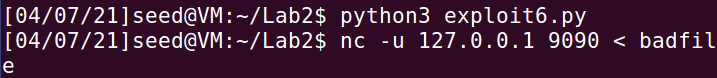 [04/07/21]seed@VM:~/Lab2$ python3 exploit6.py
[04/07/21]seed@VM:~/Lab2$ nc -u 127.0.0.1 9090 < badfil
e